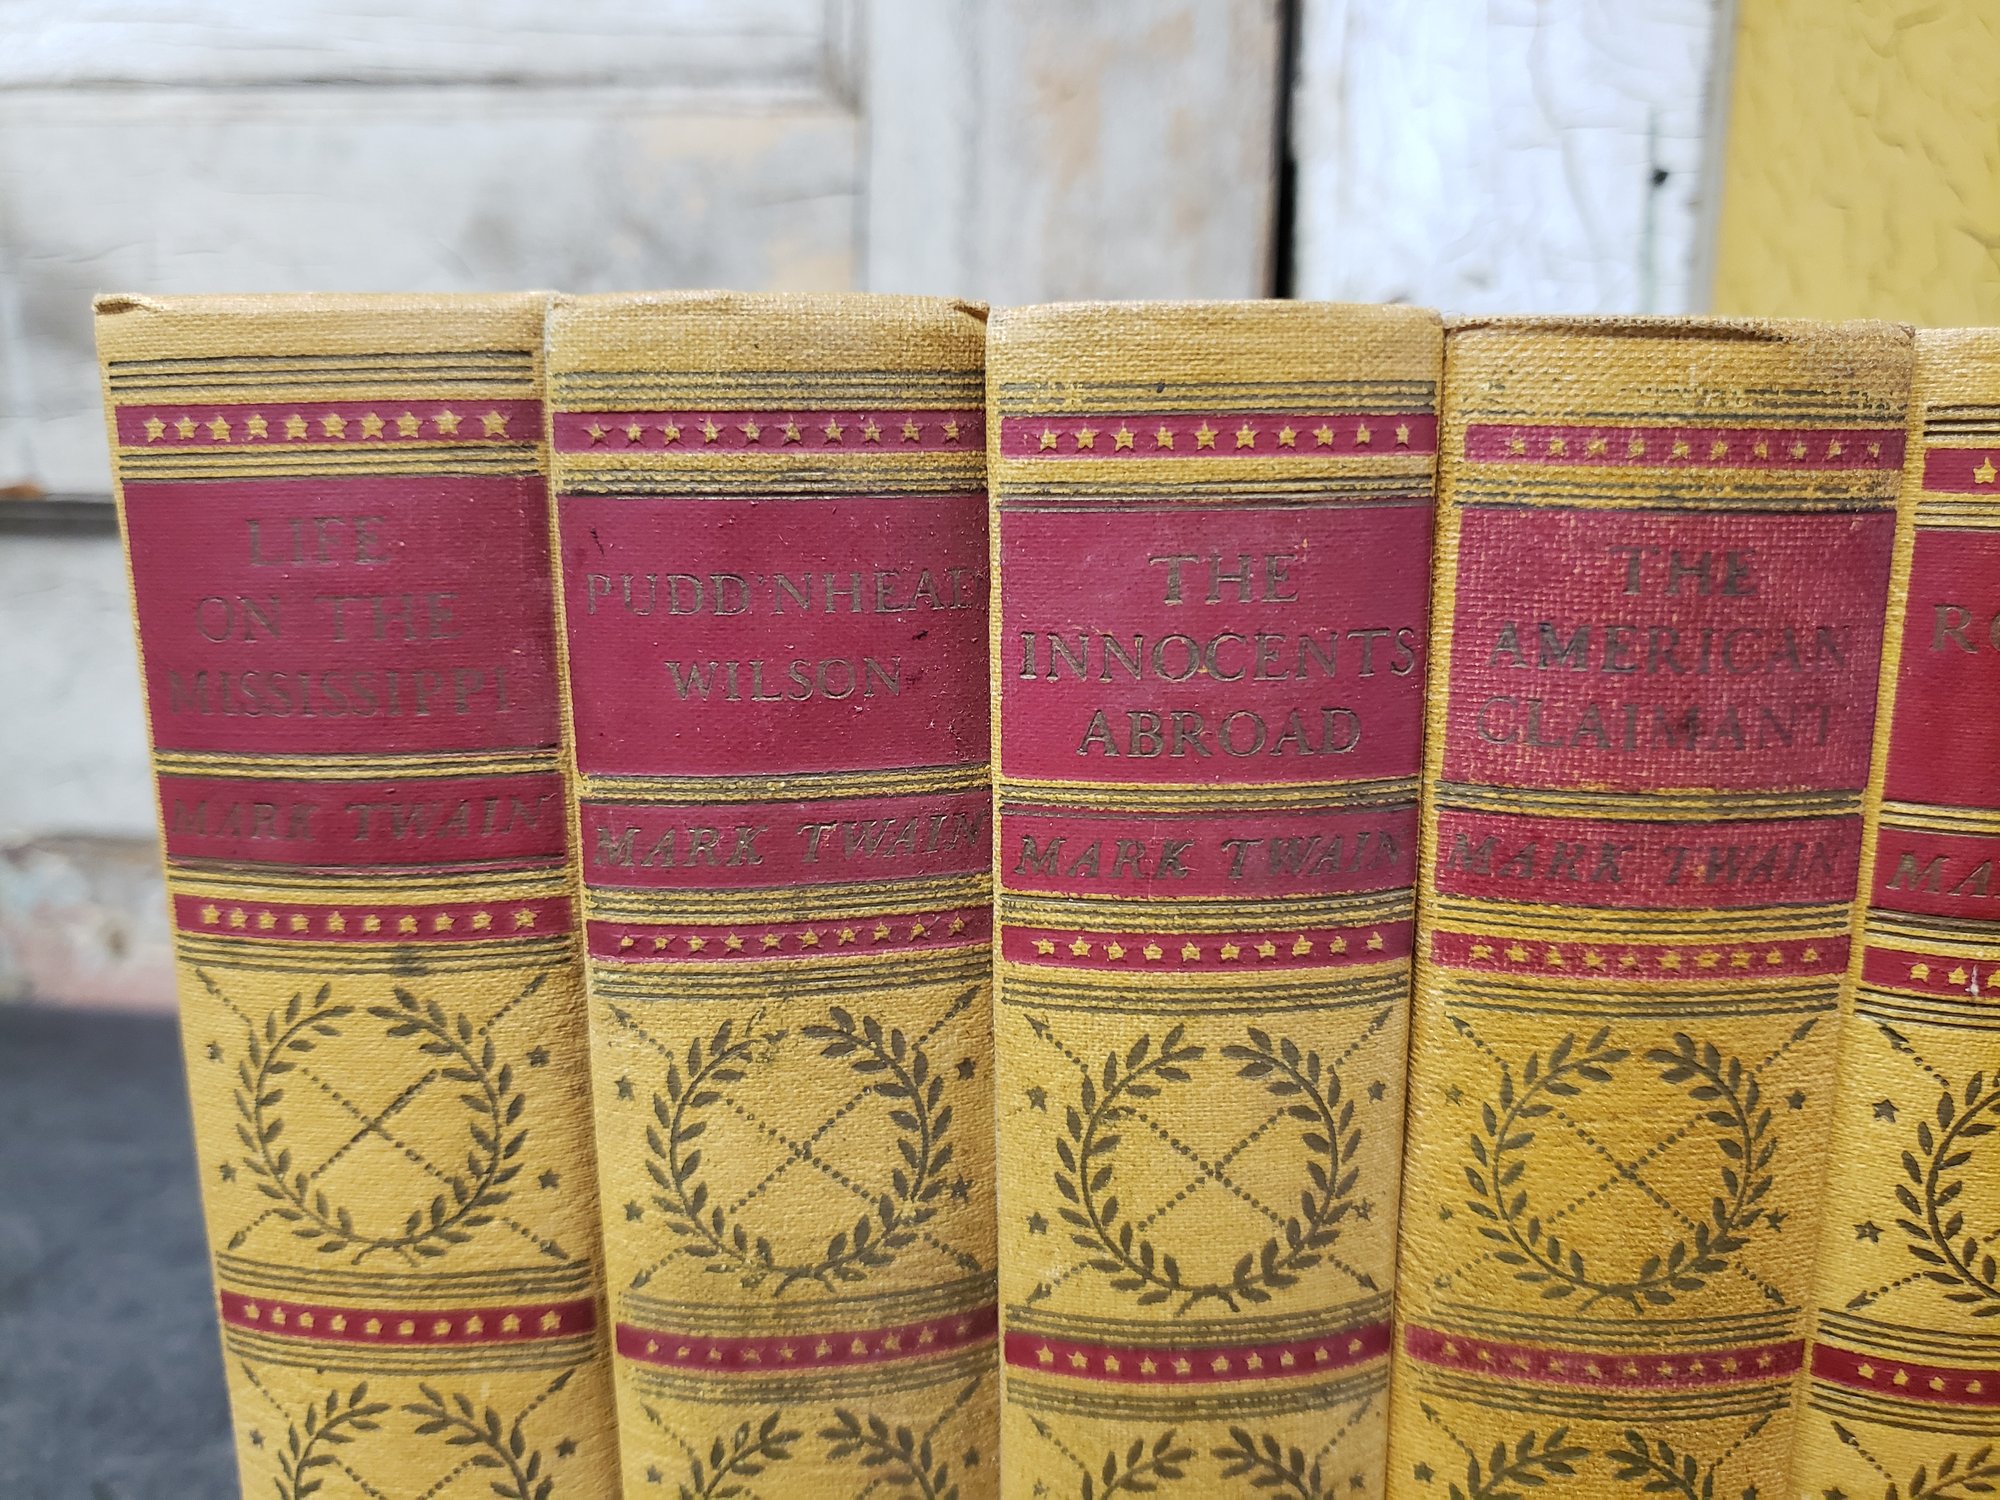 LIFE
ON THE
MISSISSIPPI
MARK TWAIN
PUDD'NHEAD
WILSON
MARK TWAIN
THE
INNOCENTS
ABROAD
MARK TWAIN
THE
AMERICAN
CLAIMANT
MARK TWAIN